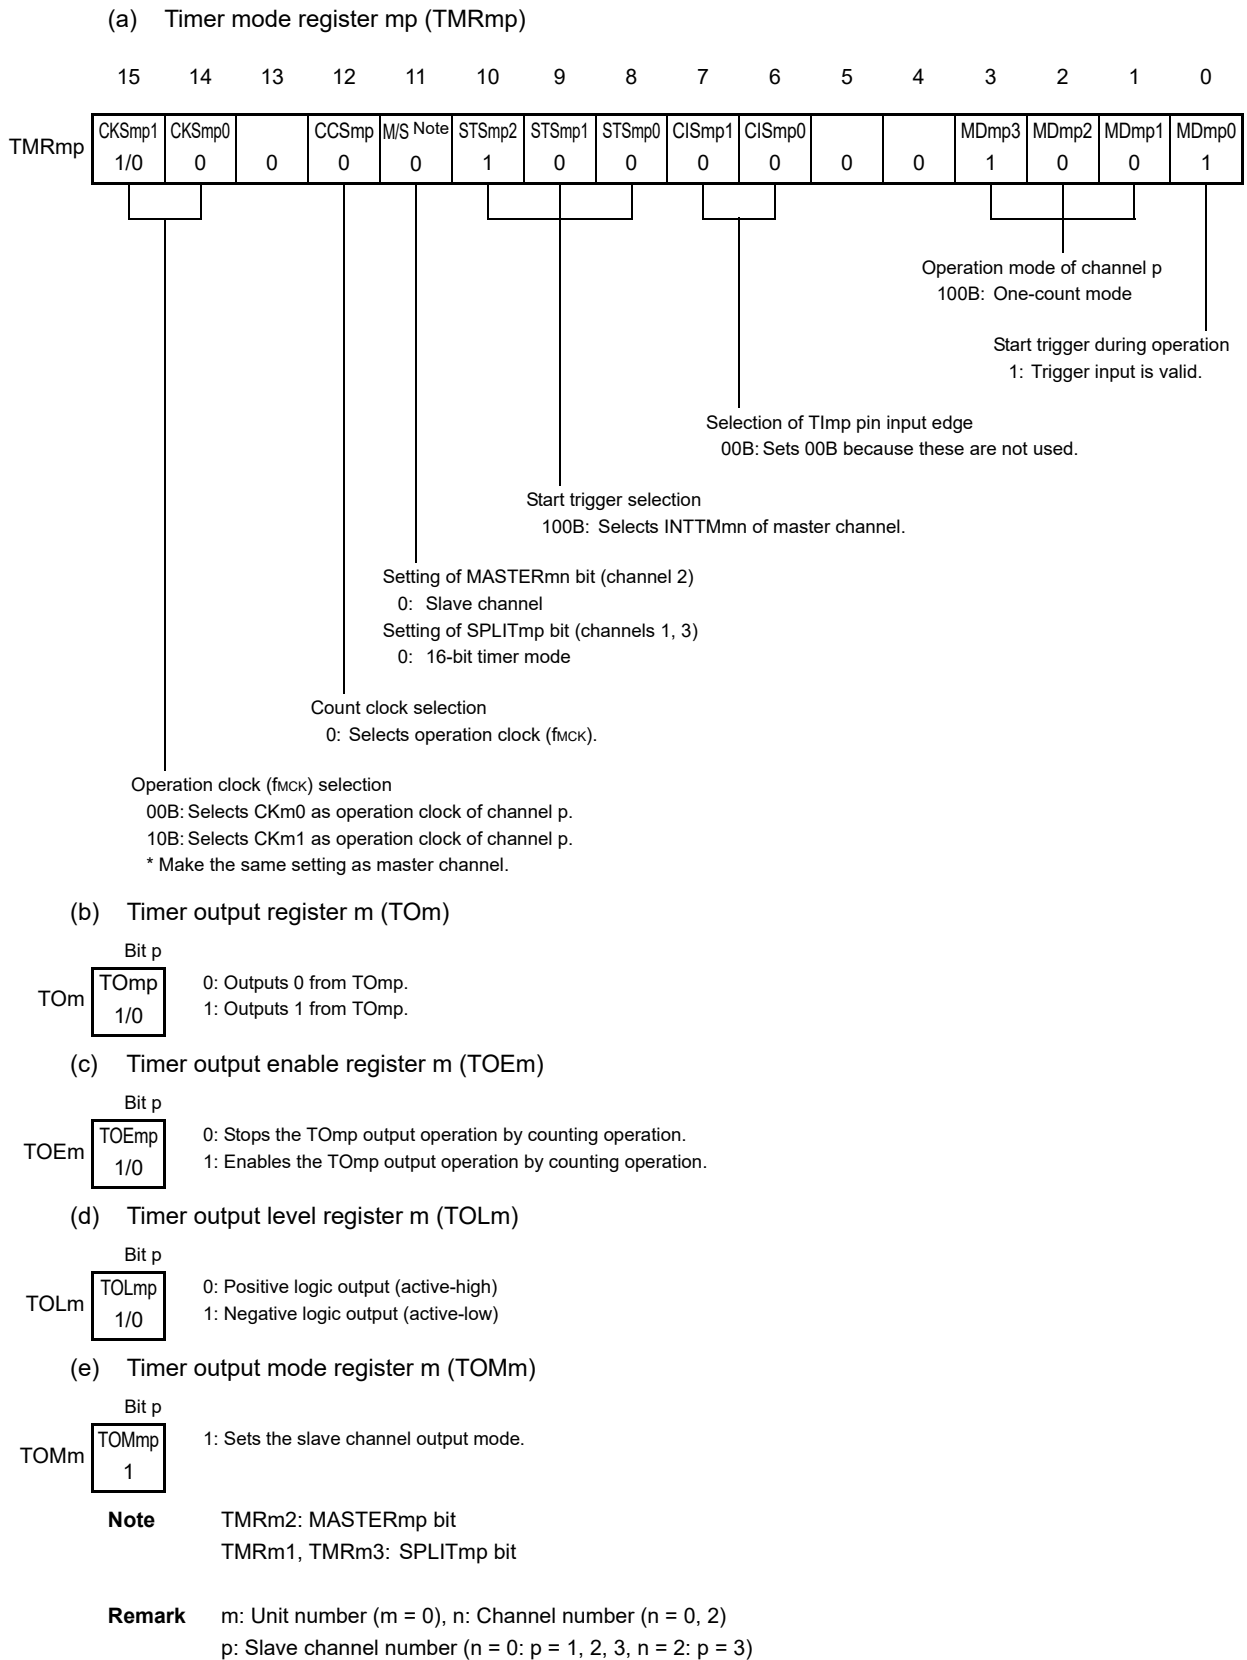 (a) Timer mode register mp (TMRmp)
15 14 13 12 11 10 9 8 7 6 5 4 3 2 1 0
TMRmp
CKSmp1 CKSmp0 CCSmp M/S Note STSmp2 STSmp1 STSmp0 CISmp1 CISmp0 MDmp3 MDmp2 MDmp1 MDmp0
1/0 0 0 0 0 1 0 0 0 0 0 0 1 0 0 1
Operation mode of channel p
100B: One-count mode
Start trigger during operation
1: Trigger input is valid.
Selection of TImp pin input edge
00B: Sets 00B because these are not used.
Start trigger selection
100B: Selects INTTMmn of master channel.
Setting of MASTERmn bit (channel 2)
0: Slave channel
Setting of SPLITmp bit (channels 1, 3)
0: 16-bit timer mode
Count clock selection
0: Selects operation clock (fMCK).
Operation clock (fMCK) selection
00B: Selects CKm0 as operation clock of channel p.
10B: Selects CKm1 as operation clock of channel p.
* Make the same setting as master channel.
(b) Timer output register m (TOm)
Bit p
TOm
TOmp
1/0
0: Outputs 0 from TOmp.
1: Outputs 1 from TOmp.
(c) Timer output enable register m (TOEm)
Bit p
TOEm
TOEmp
1/0
0: Stops the TOmp output operation by counting operation.
1: Enables the TOmp output operation by counting operation.
(d) Timer output level register m (TOLm)
Bit p
TOLm
TOLmp
1/0
0: Positive logic output (active-high)
1: Negative logic output (active-low)
(e) Timer output mode register m (TOMm)
Bit p
TOMm
TOMmp
1
1: Sets the slave channel output mode.
Note TMRm2: MASTERmp bit
TMRm1, TMRm3: SPLITmp bit
Remark m: Unit number (m = 0), n: Channel number (n = 0, 2)
p: Slave channel number (n = 0: p = 1, 2, 3, n = 2: p = 3)